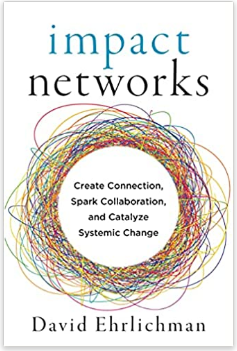 impact
networks
Create Connection,
Spark Collaboration,
and Catalyze
Systemic Change
David Ehrlichman